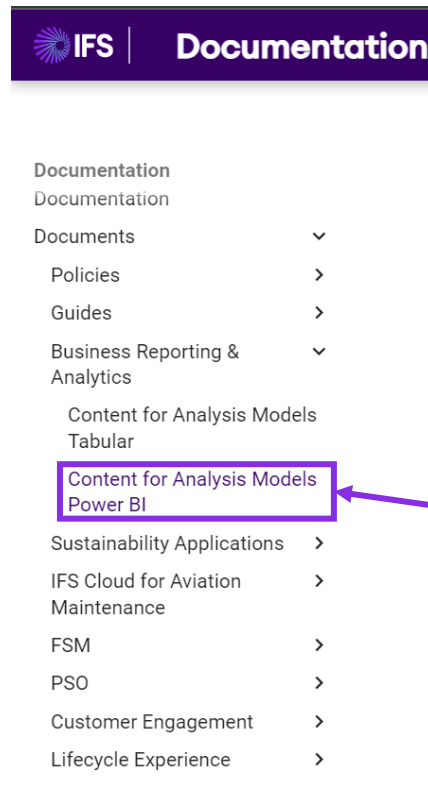 IFS
Documentation
Documentation
Documentation
Documents
Policies
Guides
Business Reporting &
Analytics
Content for Analysis Models
Tabular
Content for Analysis Models
Power BI
Sustainability Applications
IFS Cloud for Aviation
Maintenance
FSM
PSO
Customer Engagement
Lifecycle Experience